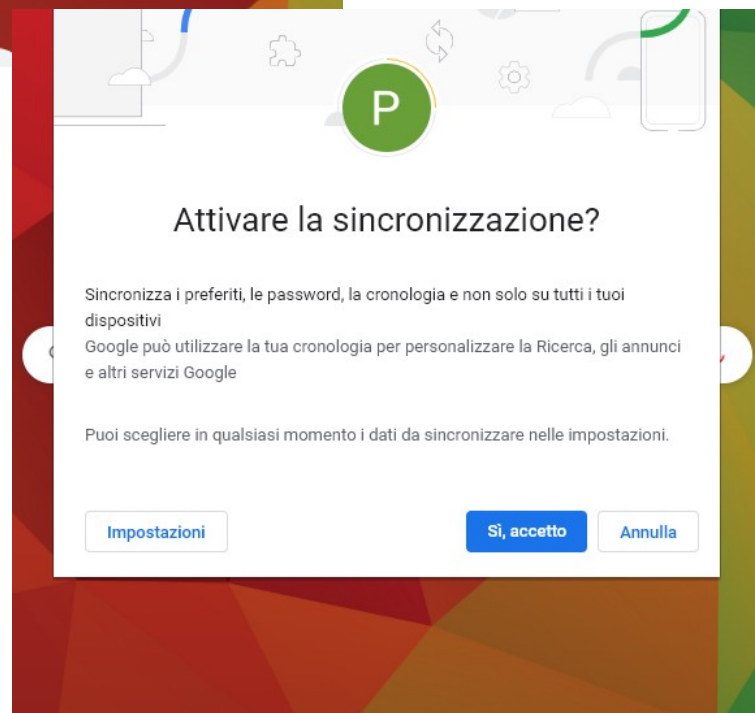 P
Attivare la sincronizzazione?
Sincronizza i preferiti, le password, la cronologia e non solo su tutti i tuoi
dispositivi
Google può utilizzare la tua cronologia per personalizzare la Ricerca, gli annunci
e altri servizi Google
Puoi scegliere in qualsiasi momento i dati da sincronizzare nelle impostazioni.
Impostazioni
Sì, accetto
Annulla